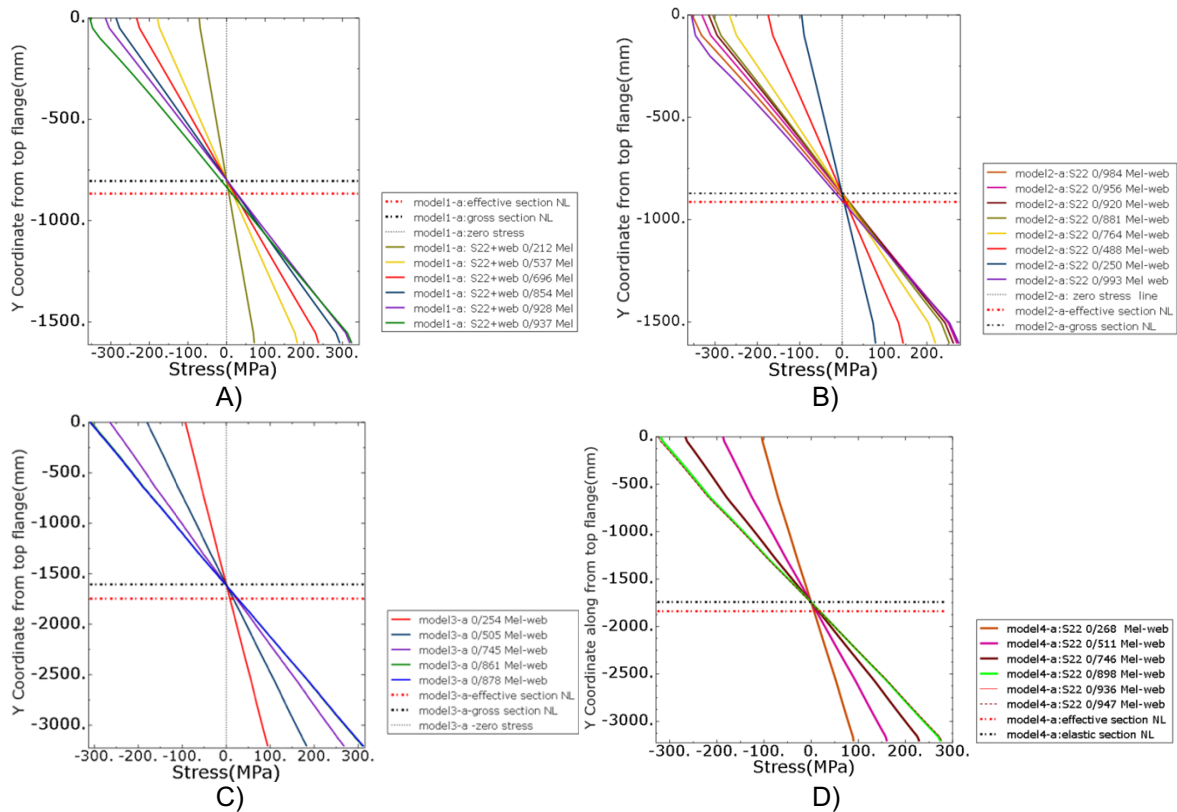 0.
-500.
-1000.
-1500.
Y Coordinate from top flange(mm)
-300. -200. -100. 0. 100. 200. 300.
Stress(MPa)
model1-a:effective section NL
model1-a:gross section NL
model1-a:zero stress
model1-a: S22+web 0/212 Mel
model1-a: S22+web 0/537 Mel
model1-a: S22+web 0/696 Mel
model1-a: S22+web 0/854 Mel
model1-a: S22+web 0/928 Mel
model1-a: S22+web 0/937 Mel
A)
0.
-500.
-1000.
-1500.
Y Coordinate from top flange(mm)
-300. -200. -100. 0. 100. 200.
Stress(MPa)
model2-a:S22 0/984 Mel-web
model2-a:S22 0/956 Mel-web
model2-a:S22 0/920 Mel-web
model2-a:S22 0/881 Mel-web
model2-a:S22 0/764 Mel-web
model2-a:S22 0/488 Mel-web
model2-a:S22 0/250 Mel-web
model2-a:S22 0/993 Mel web
model2-a: zero stress line
model2-a-effective section NL
model2-a-gross section NL
B)
0.
-500.
-1000.
-1500.
-2000.
-2500.
-3000.
Y Coordinate from top flange(mm)
-300. -200. -100. 0. 100. 200. 300.
Stress(MPa)
model3-a 0/254 Mel-web
model3-a 0/505 Mel-web
model3-a 0/745 Mel-web
model3-a 0/861 Mel-web
model3-a 0/878 Mel-web
model3-a-effective section NL
model3-a-gross section NL
model3-a -zero stress
C)
0.
-500.
-1000.
-1500.
-2000.
-2500.
-3000.
Y Coordinate along from top flange(mm)
-300. -200. -100. 0. 100. 200. 300.
Stress(MPa)
model4-a:S22 0/268 Mel-web
model4-a:S22 0/511 Mel-web
model4-a:S22 0/746 Mel-web
model4-a:S22 0/898 Mel-web
model4-a:S22 0/936 Mel-web
model4-a:S22 0/947 Mel-web
model4-a:effective section NL
model4-a:elastic section NL
D)